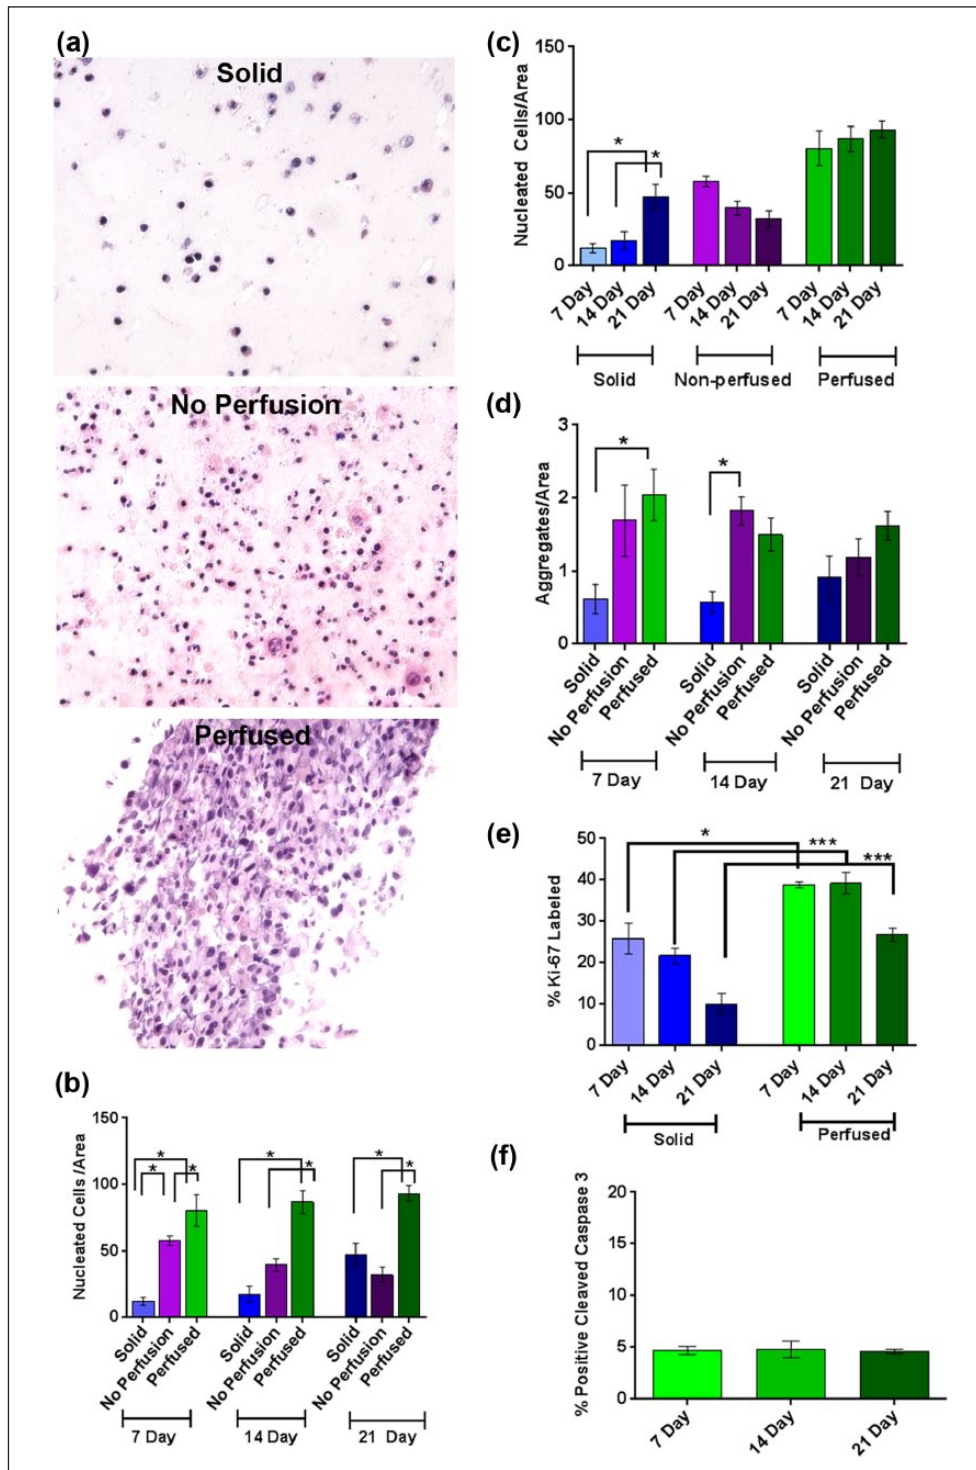 (a)
Solid
No Perfusion
Perfused
(b)
Nucleated Cells/Area
150
100
50
0
* * * * * * *
Solid
No Perfusion
Perfused
Solid
No Perfusion
Perfused
Solid
No Perfusion
Perfused
7 Day
14 Day
21 Day
(c)
Nucleated Cells/Area
150
100
50
0
* *
7 Day
14 Day
21 Day
7 Day
14 Day
21 Day
7 Day
14 Day
21 Day
Solid
Non-perfused
Perfused
(d)
Aggregates/Area
3
2
1
0
* *
Solid
No Perfusion
Perfused
Solid
No Perfusion
Perfused
Solid
No Perfusion
Perfused
7 Day
14 Day
21 Day
(e)
% Ki-67 Labeled
50
40
30
20
10
0
* *** ***
7 Day
14 Day
21 Day
7 Day
14 Day
21 Day
Solid
Perfused
(f)
% Positive Cleaved Caspase 3
20
15
10
5
0
7 Day
14 Day
21 Day